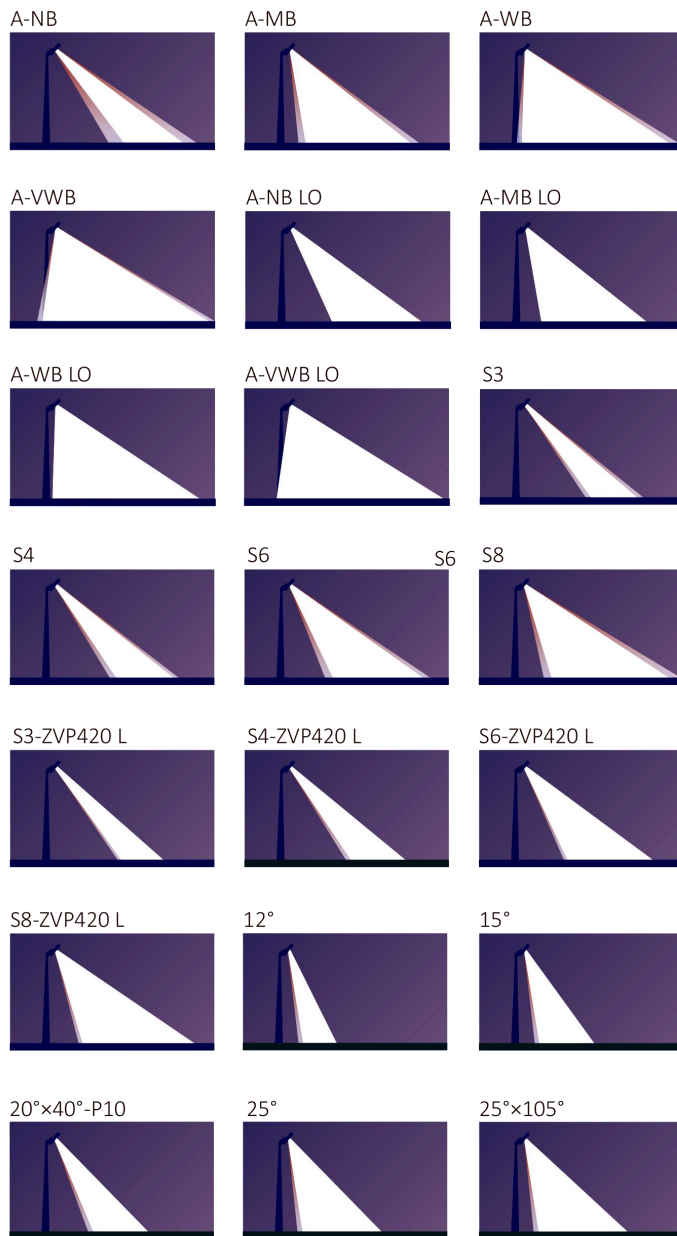 A-NB
A-MB
A-WB
A-VWB
A-NB LO
A-MB LO
A-WB LO
A-VWB LO
S3
S4
S6
S6
S8
S3-ZVP420 L
S4-ZVP420 L
S6-ZVP420 L
S8-ZVP420 L
12°
15°
20°×40°-P10
25°
25°×105°